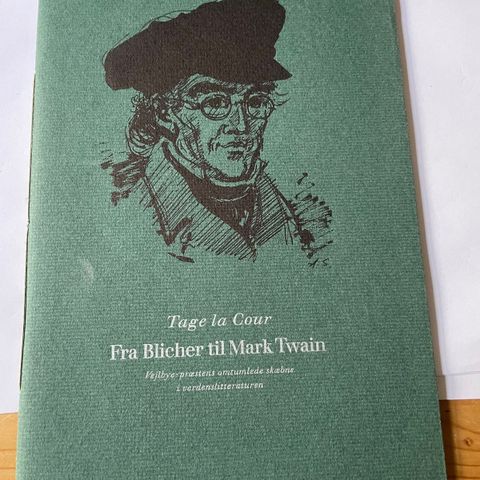 Tage la Cour
Fra Blicher til Mark Twain
Vejlbye-præstens omtumlede skæbne
i verdenslitteraturen